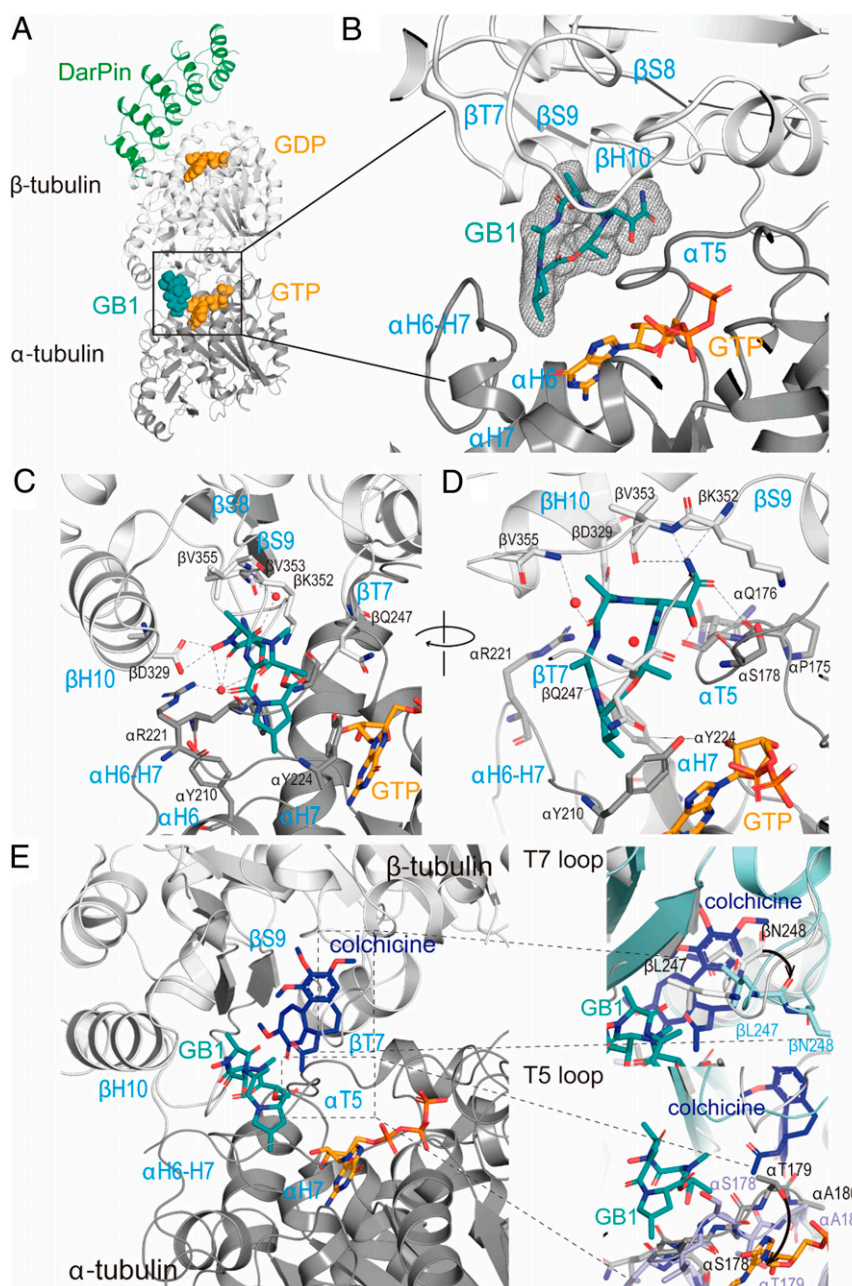 A
DarPin
GDP
β-tubulin
GB1
GTP
α-tubulin
B
βS8
βT7
βS9
βH10
GB1
αT5
αH6-H7
GTP
αH6
αH7
C
βS8
βS9
βV355
βV353
βK352
βT7
βQ247
βD329
βH10
αR221
αH6-H7
αY210
αY224
αH6
αH7
GTP
D
βV353
βK352
βH10
βS9
βD329
βV355
αQ176
αR221
βT7
αP175
αS178
βQ247
αT5
αY224
αH7
αH6-H7
αY210
GTP
E
β-tubulin
βS9
colchicine
GB1
βT7
βH10
αT5
αH6-H7
αH7
α-tubulin
T7 loop
colchicine
βN248
βL247
GB1
βL247
βN248
T5 loop
colchicine
αT179
αS178
αA180
GB1
αS178
αT179